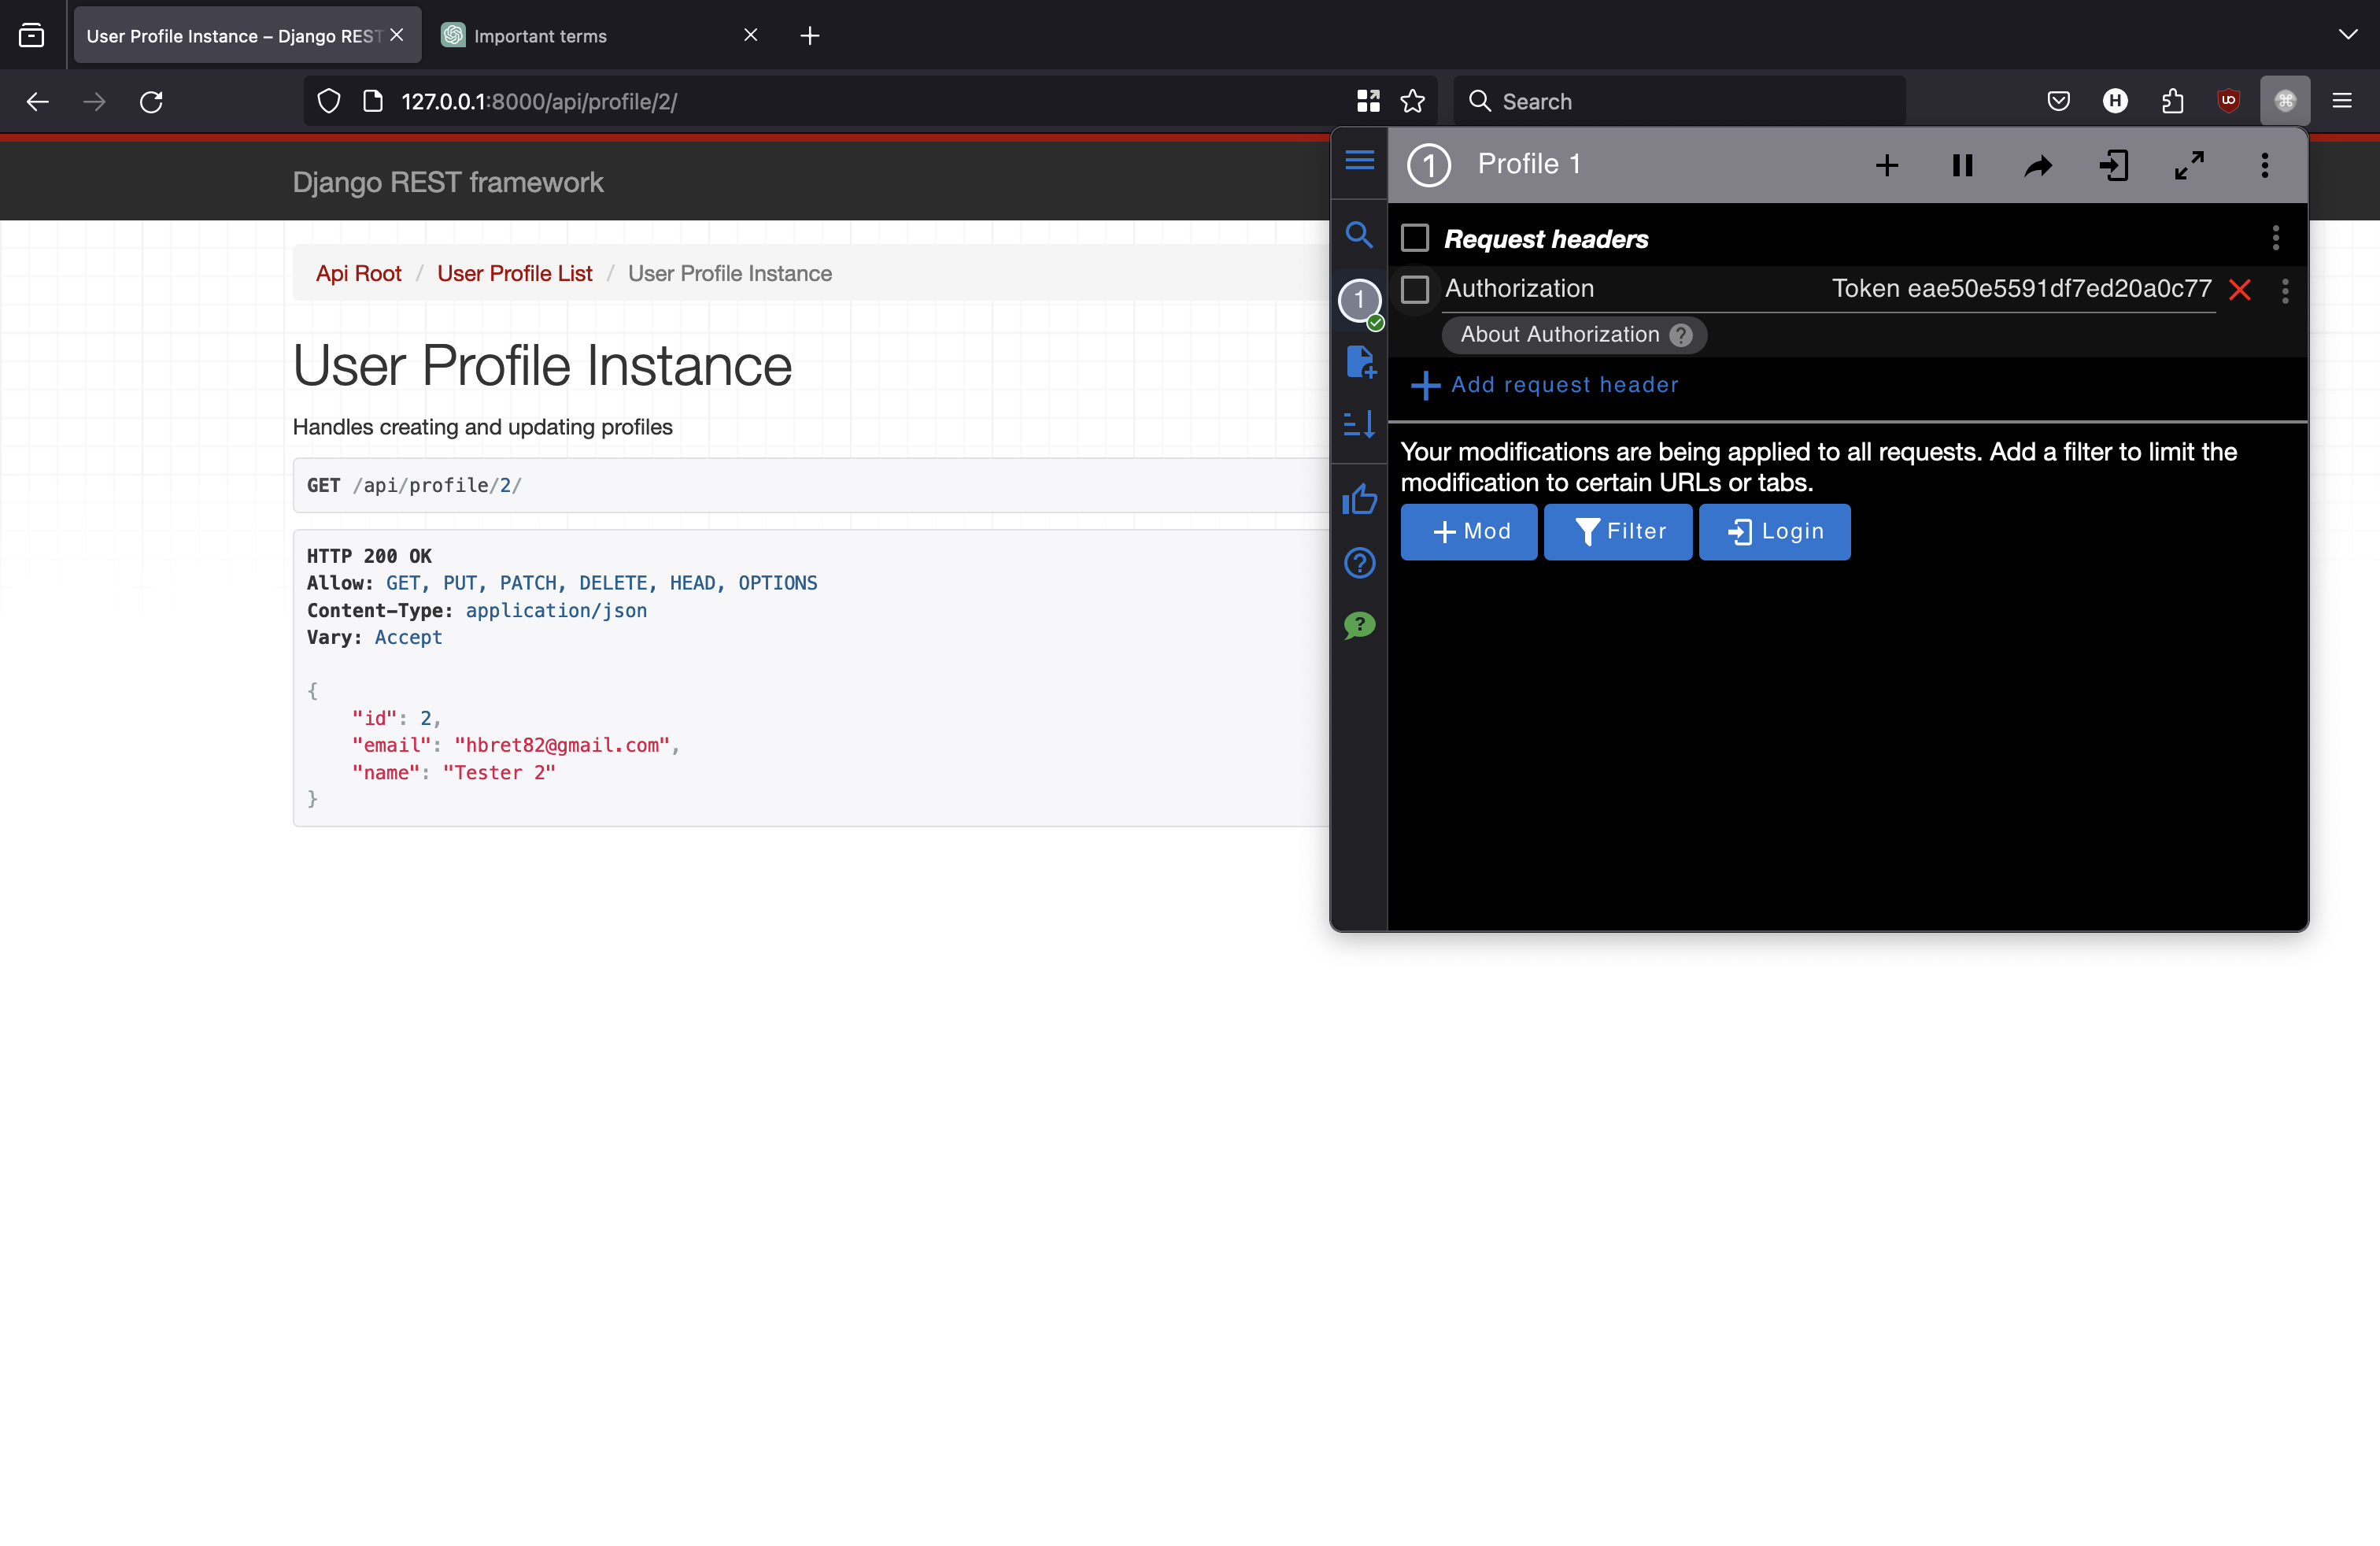 User Profile Instance – Django REST
Important terms
127.0.0.1:8000/api/profile/2/
Search
Django REST framework
Api Root / User Profile List / User Profile Instance
User Profile Instance
Handles creating and updating profiles
GET /api/profile/2/
HTTP 200 OK
Allow: GET, PUT, PATCH, DELETE, HEAD, OPTIONS
Content-Type: application/json
Vary: Accept
{
"id": 2,
"email": "hbret82@gmail.com",
"name": "Tester 2"
}
1 Profile 1
Request headers
Authorization Token eae50e5591df7ed20a0c77
1
About Authorization ?
Add request header
Your modifications are being applied to all requests. Add a filter to limit the
modification to certain URLs or tabs.
Mod Filter Login